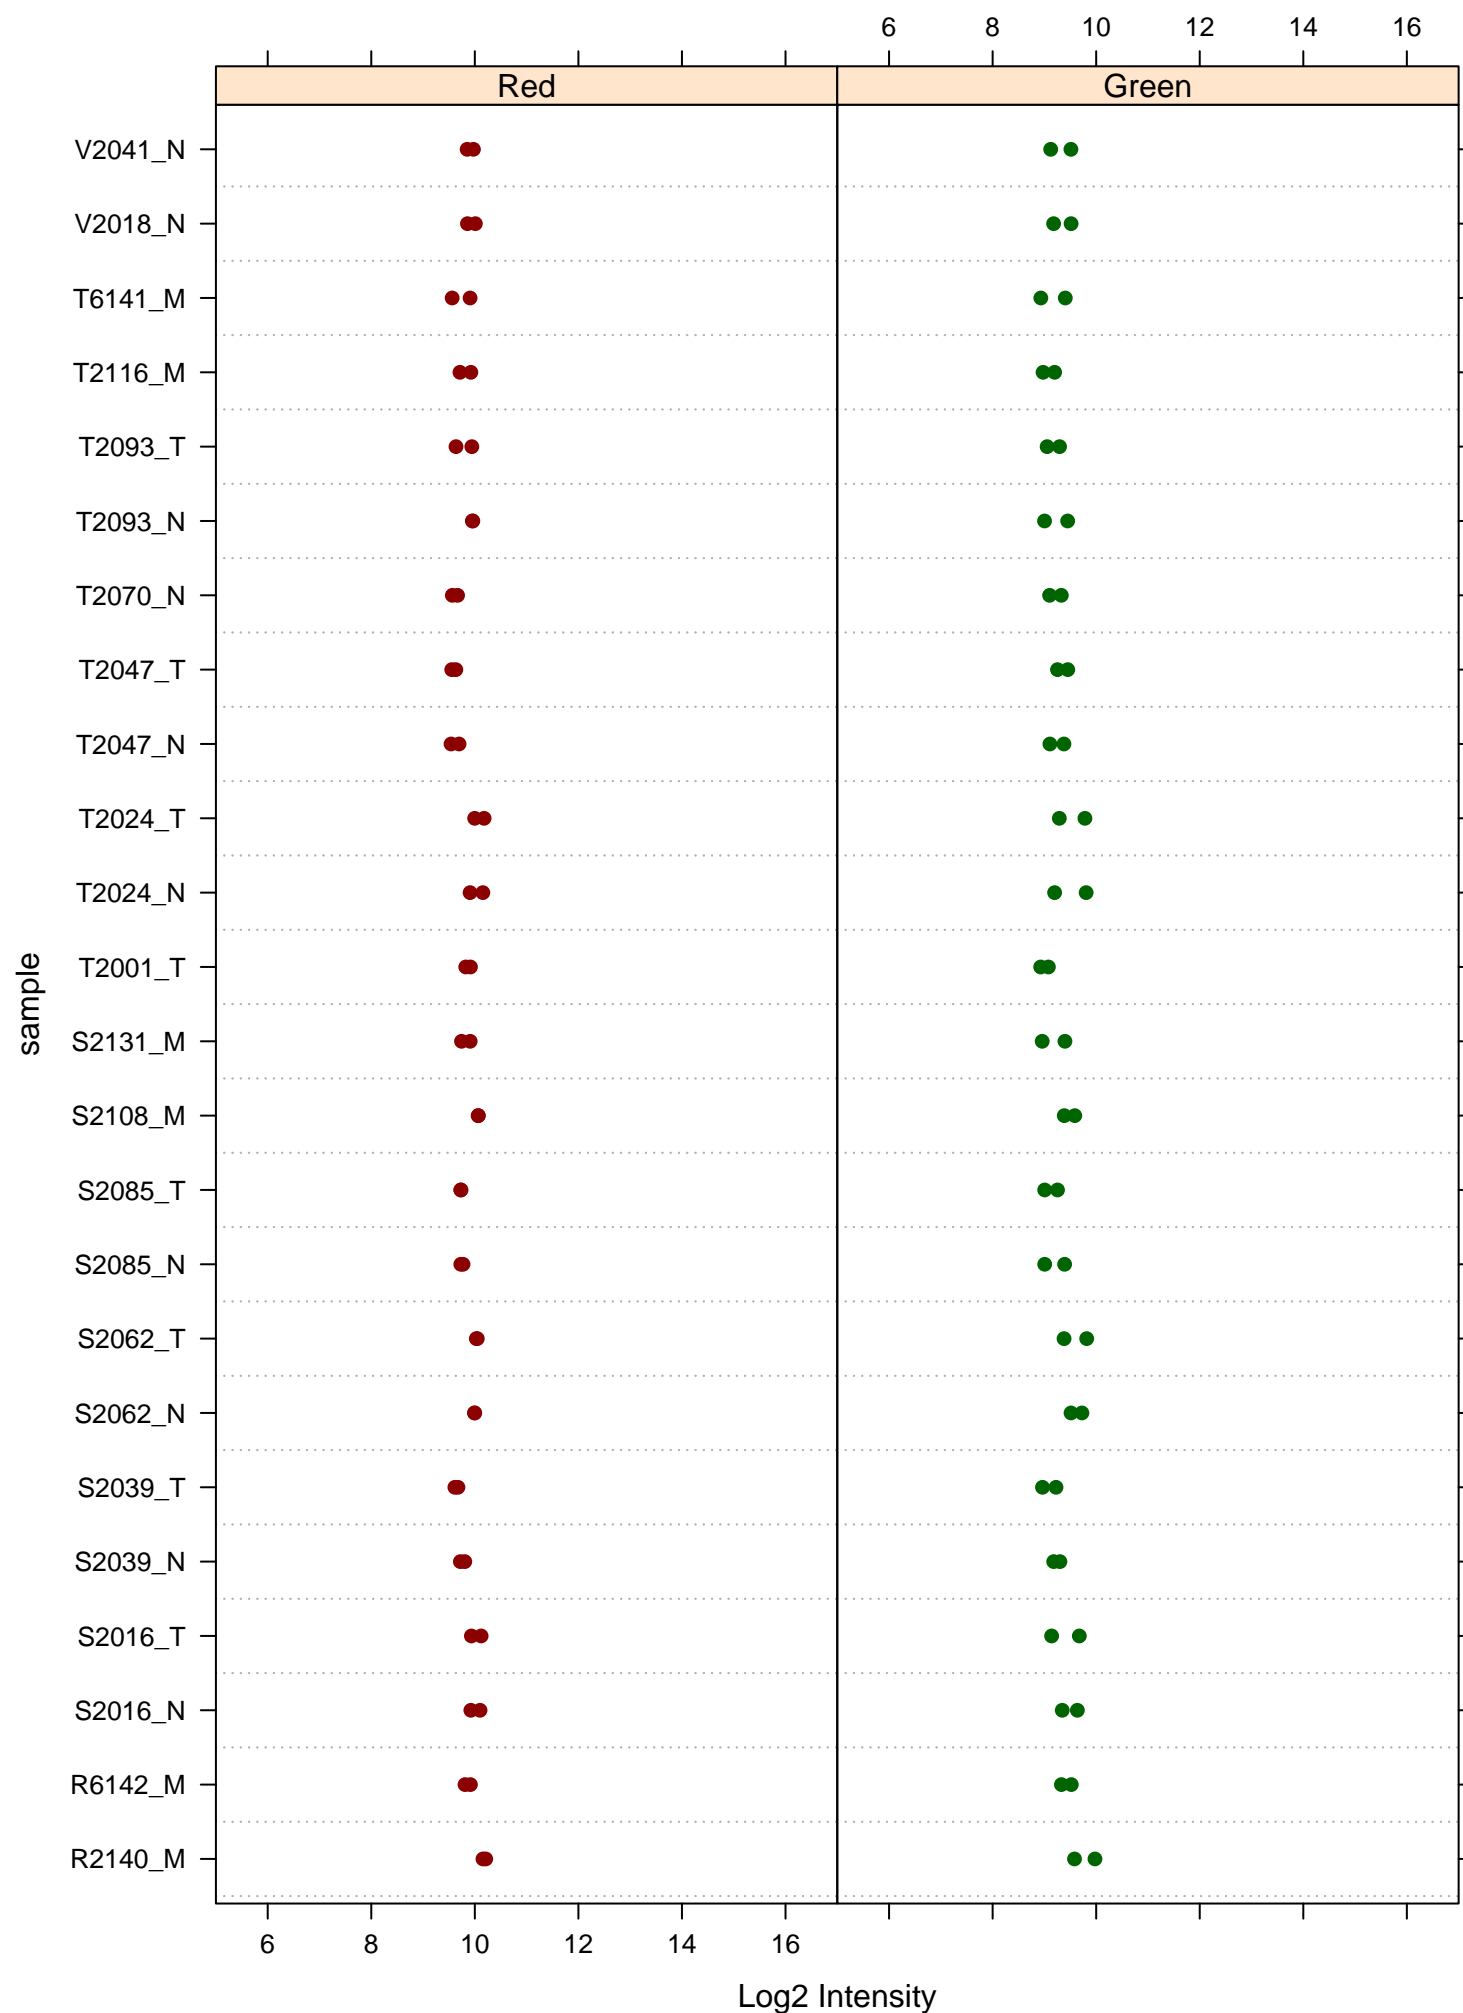 6 8 10 12 14 16
Red Green
V2041_N
V2018_N
T6141_M
T2116_M
T2093_T
T2093_N
T2070_N
T2047_T
T2047_N
T2024_T
T2024_N
T2001_T
S2131_M
S2108_M
S2085_T
S2085_N
S2062_T
S2062_N
S2039_T
S2039_N
S2016_T
S2016_N
R6142_M
R2140_M
sample
6 8 10 12 14 16
Log2 Intensity